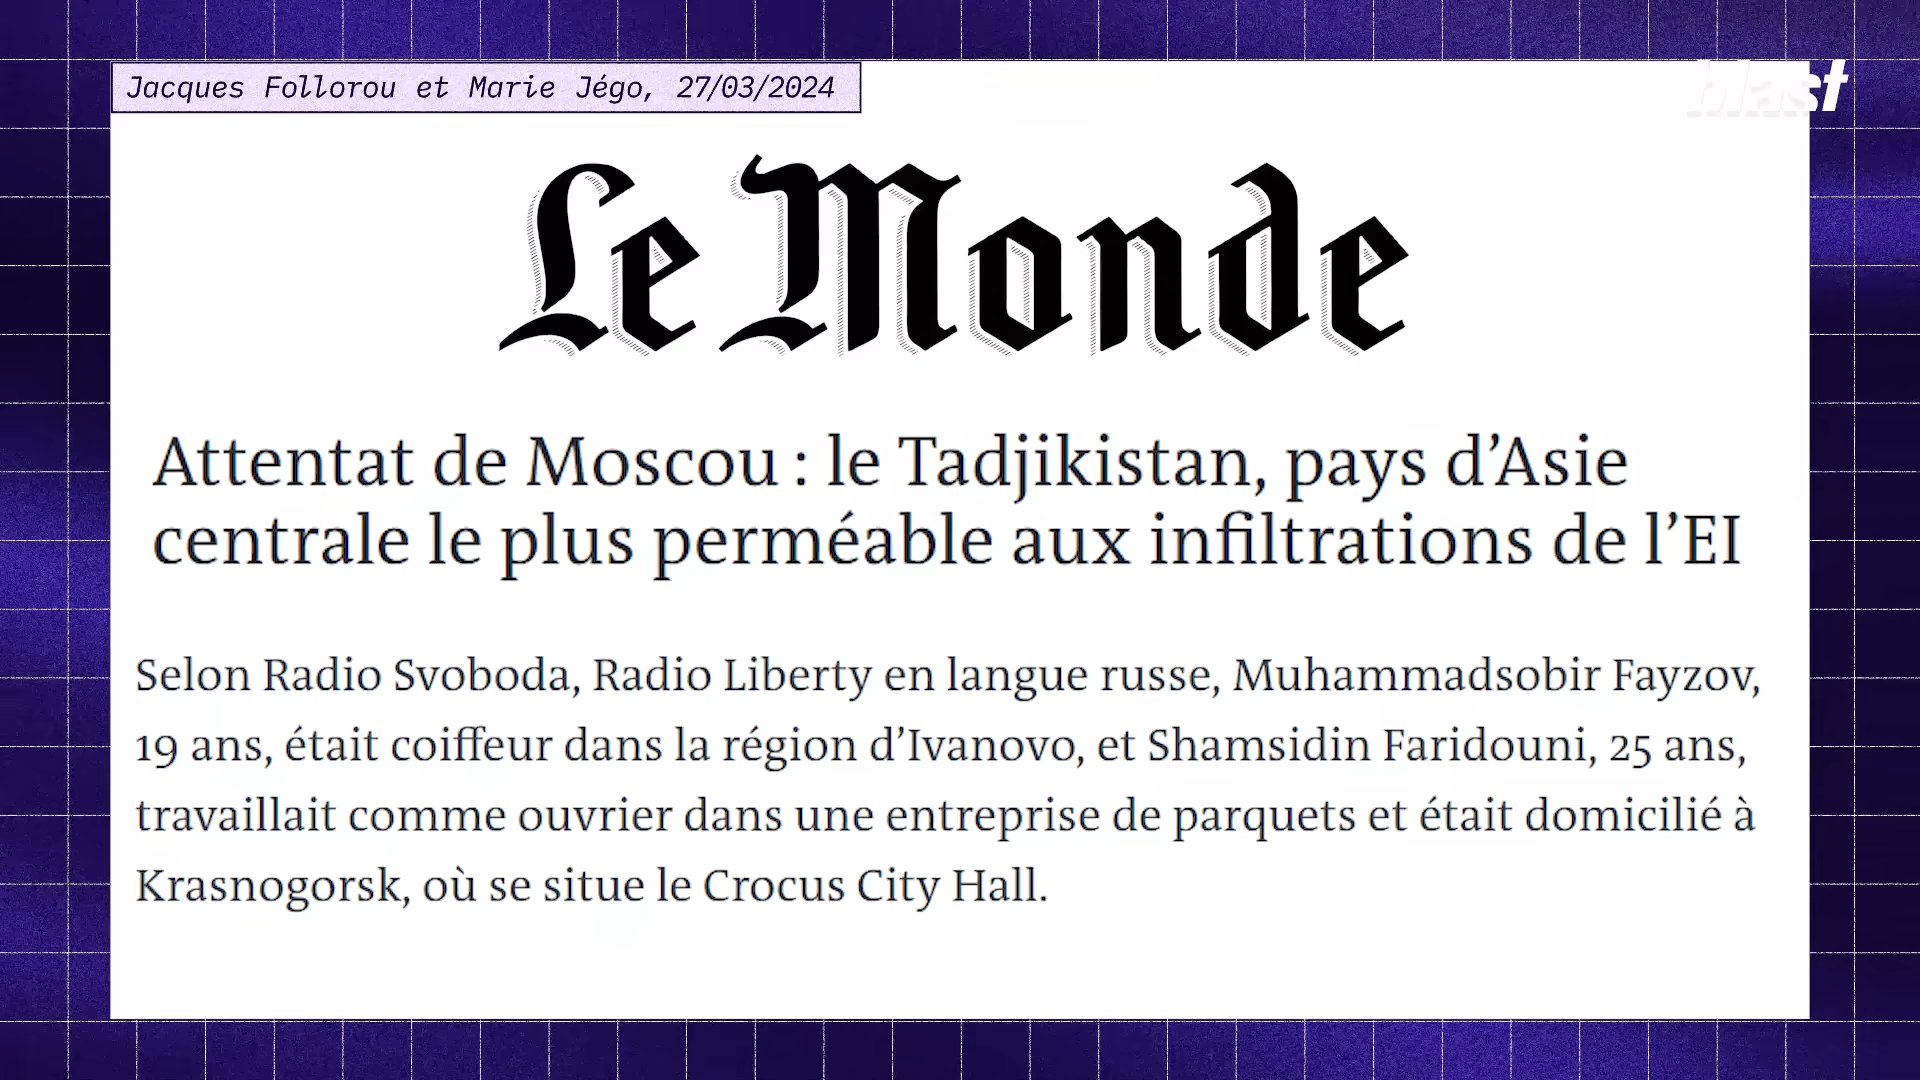 Jacques Follorou et Marie Jégo, 27/03/2024
blast
Le Monde
Attentat de Moscou : le Tadjikistan, pays d’Asie
centrale le plus perméable aux infiltrations de l’EI
Selon Radio Svoboda, Radio Liberty en langue russe, Muhammadsobir Fayzov,
19 ans, était coiffeur dans la région d’Ivanovo, et Shamsidin Faridouni, 25 ans,
travaillait comme ouvrier dans une entreprise de parquets et était domicilié à
Krasnogorsk, où se situe le Crocus City Hall.